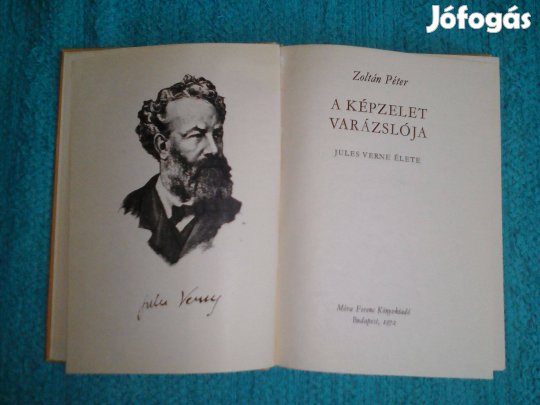 Jófogás
Zoltán Péter
A KÉPZELET
VARÁZSLÓJA
JULES VERNE ÉLETE
Móra Ferenc Könyvkiadó
Budapest, 1972
Jules Verne